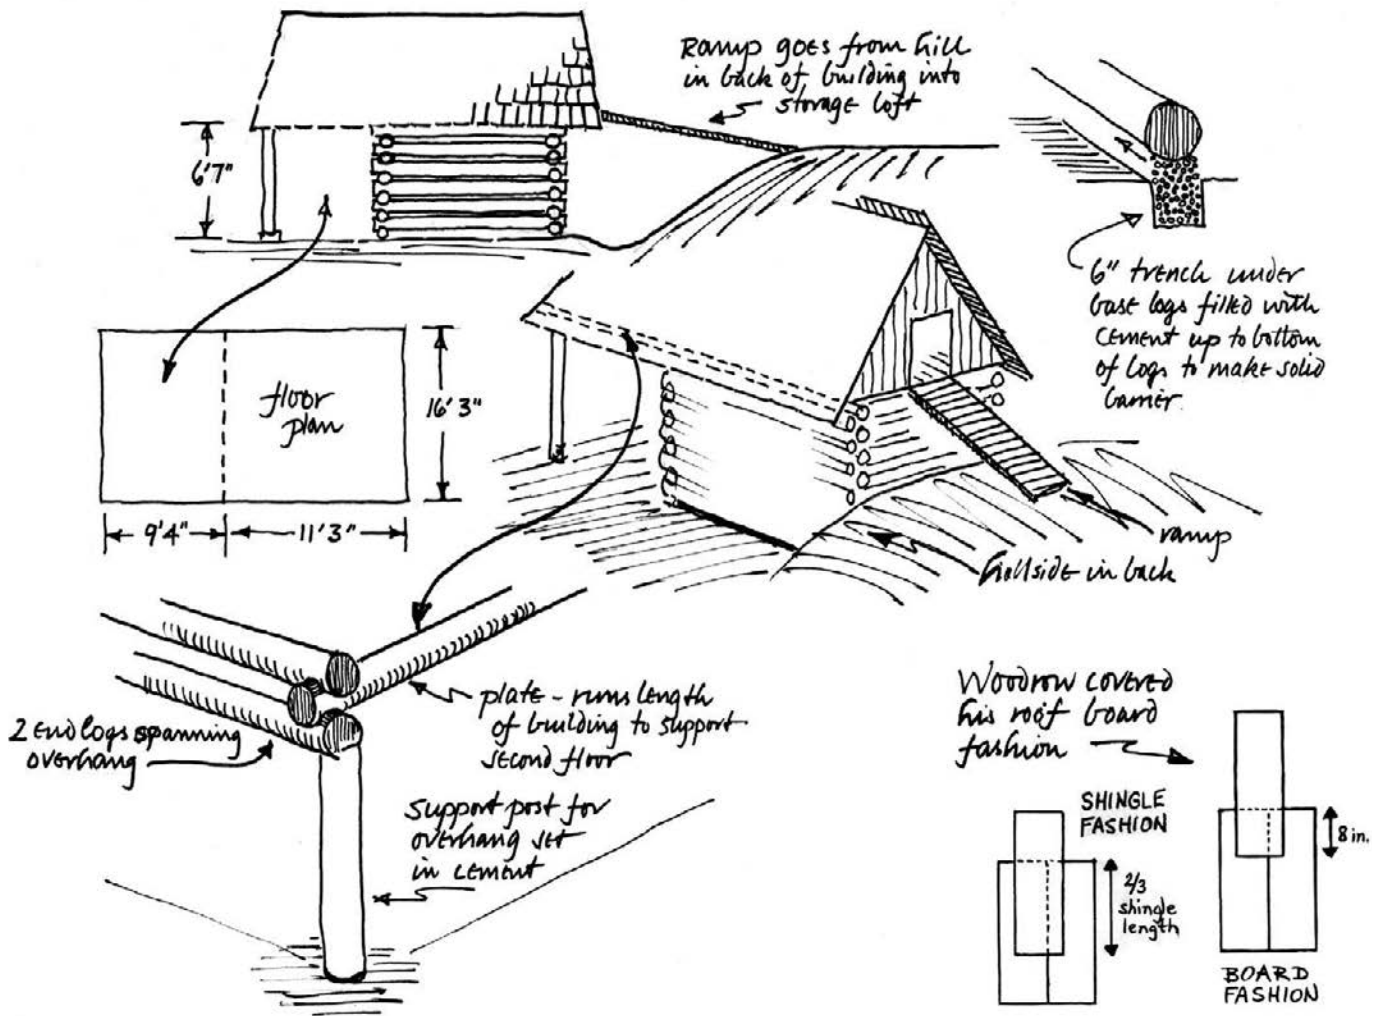 Ramp goes from hill
in back of building into
storage loft
6'7"
6" trench under
base logs filled with
cement up to bottom
of logs to make solid
barrier.
floor
plan
16'3"
9'4"
11'3"
ramp
hillside in back
plate - runs length
of building to support
second floor
2 end logs spanning
overhang
support post for
overhang set
in cement
Woodrow covered
his roof board
fashion
SHINGLE
FASHION
2/3
shingle
length
8 in.
BOARD
FASHION